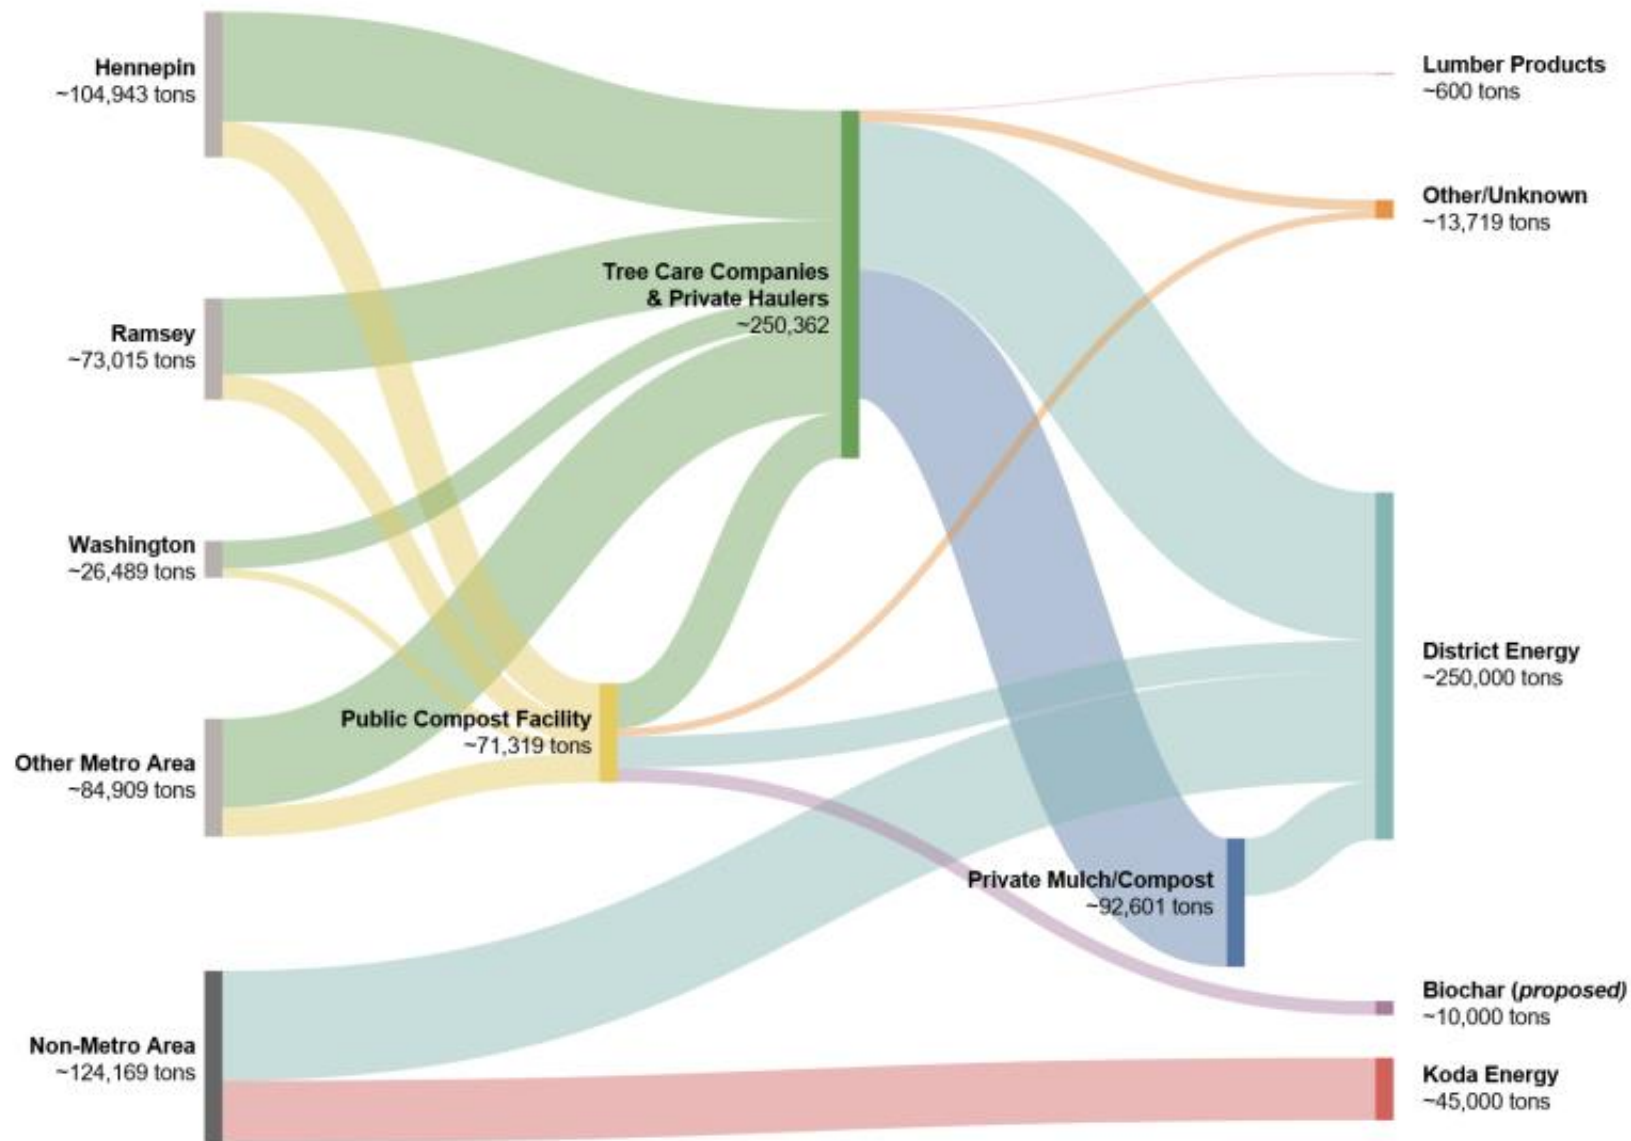 Hennepin
~104,943 tons
Ramsey
~73,015 tons
Washington
~26,489 tons
Other Metro Area
~84,909 tons
Non-Metro Area
~124,169 tons
Tree Care Companies
& Private Haulers
~250,362
Public Compost Facility
~71,319 tons
Private Mulch/Compost
~92,601 tons
Lumber Products
~600 tons
Other/Unknown
~13,719 tons
District Energy
~250,000 tons
Biochar (proposed)
~10,000 tons
Koda Energy
~45,000 tons